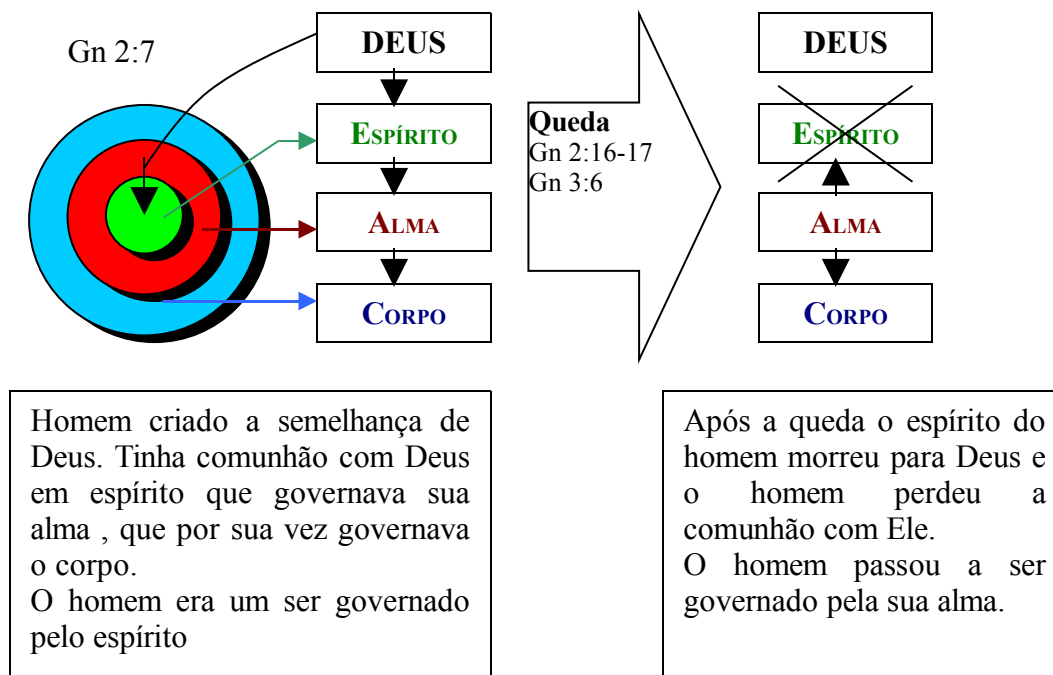 Gn 2:7
DEUS
ESPÍRITO
ALMA
CORPO
Queda
Gn 2:16-17
Gn 3:6
DEUS
ESPÍRITO
ALMA
CORPO
Homem criado a semelhança de
Deus. Tinha comunhão com Deus
em espírito que governava sua
alma , que por sua vez governava
o corpo.
O homem era um ser governado
pelo espírito
Após a queda o espírito do
homem morreu para Deus e
o homem perdeu a
comunhão com Ele.
O homem passou a ser
governado pela sua alma.